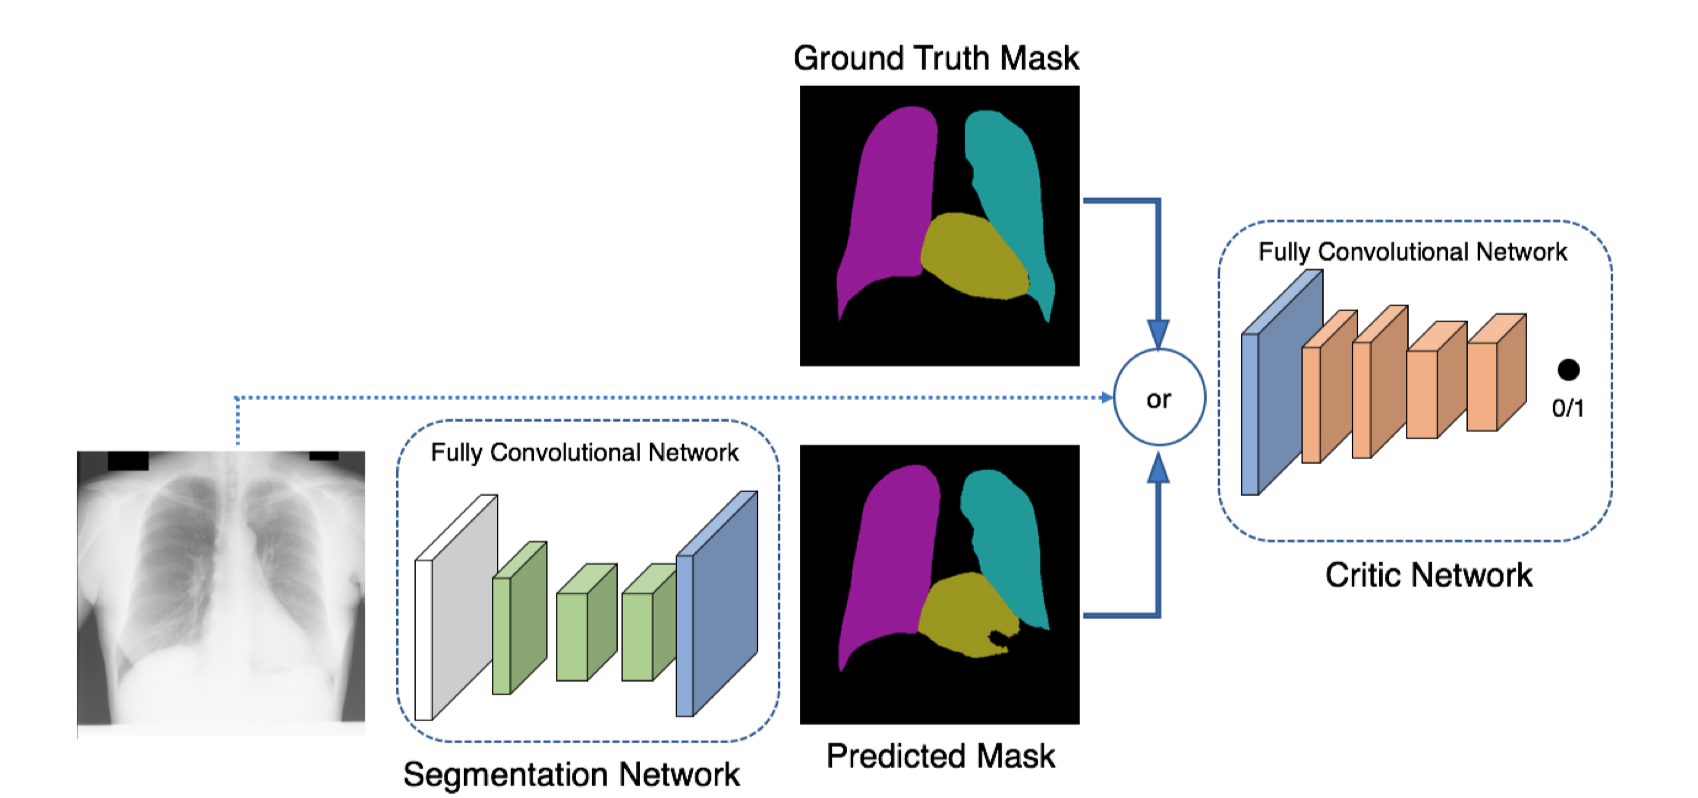 Ground Truth Mask
Fully Convolutional Network
or
0/1
Fully Convolutional Network
Critic Network
Predicted Mask
Segmentation Network